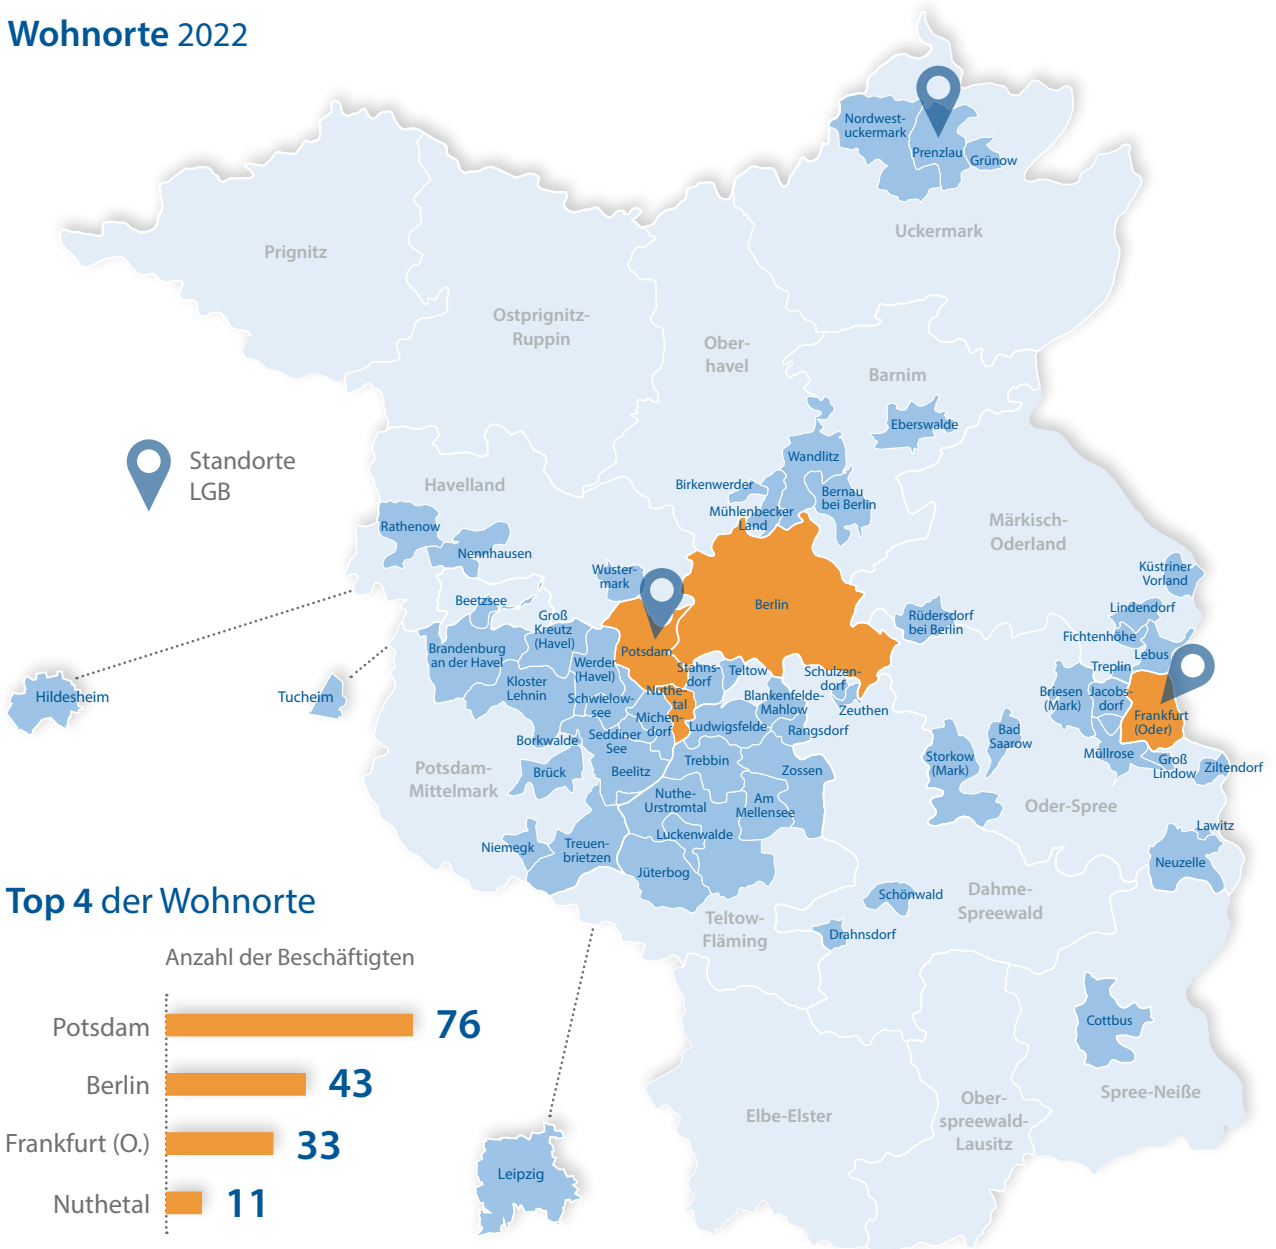 Wohnorte 2022
Nordwest-
uckermark
Prenzlau
Grünow
Uckermark
Prignitz
Ostprignitz-
Ruppin
Ober-
havel
Barnim
Eberswalde
Standorte
LGB
Havelland
Wandlitz
Birkenwerder
Bernau
bei Berlin
Mühlenbecker
Land
Märkisch-
Oderland
Rathenow
Nennhausen
Wuster-
mark
Küstriner
Vorland
Beetzsee
Berlin
Lindendorf
Groß
Kreutz
(Havel)
Rüdersdorf
bei Berlin
Fichtenhöhe
Lebus
Brandenburg
an der Havel
Potsdam
Werder
(Havel)
Stahns-
dorf
Teltow
Schulzen-
dorf
Treplin
Kloster
Lehnin
Nuthe-
tal
Blankenfelde-
Mahlow
Zeuthen
Briesen
(Mark)
Jacobs-
dorf
Hildesheim
Tucheim
Schwielow-
see
Michen-
dorf
Ludwigsfelde
Rangsdorf
Frankfurt
(Oder)
Borkwalde
Seddiner
See
Bad
Saarow
Storkow
(Mark)
Müllrose
Groß
Lindow
Ziltendorf
Potsdam-
Mittelmark
Brück
Beelitz
Trebbin
Zossen
Nuthe-
Urstromtal
Am
Mellensee
Oder-Spree
Luckenwalde
Lawitz
Niemegk
Treuen-
brietzen
Jüterbog
Neuzelle
Top 4 der Wohnorte
Schönwald
Dahme-
Spreewald
Teltow-
Fläming
Drahnsdorf
Anzahl der Beschäftigten
Potsdam 76
Cottbus
Berlin 43
Spree-Neiße
Elbe-Elster
Ober-
spreewald-
Lausitz
Frankfurt (O.) 33
Leipzig
Nuthetal 11